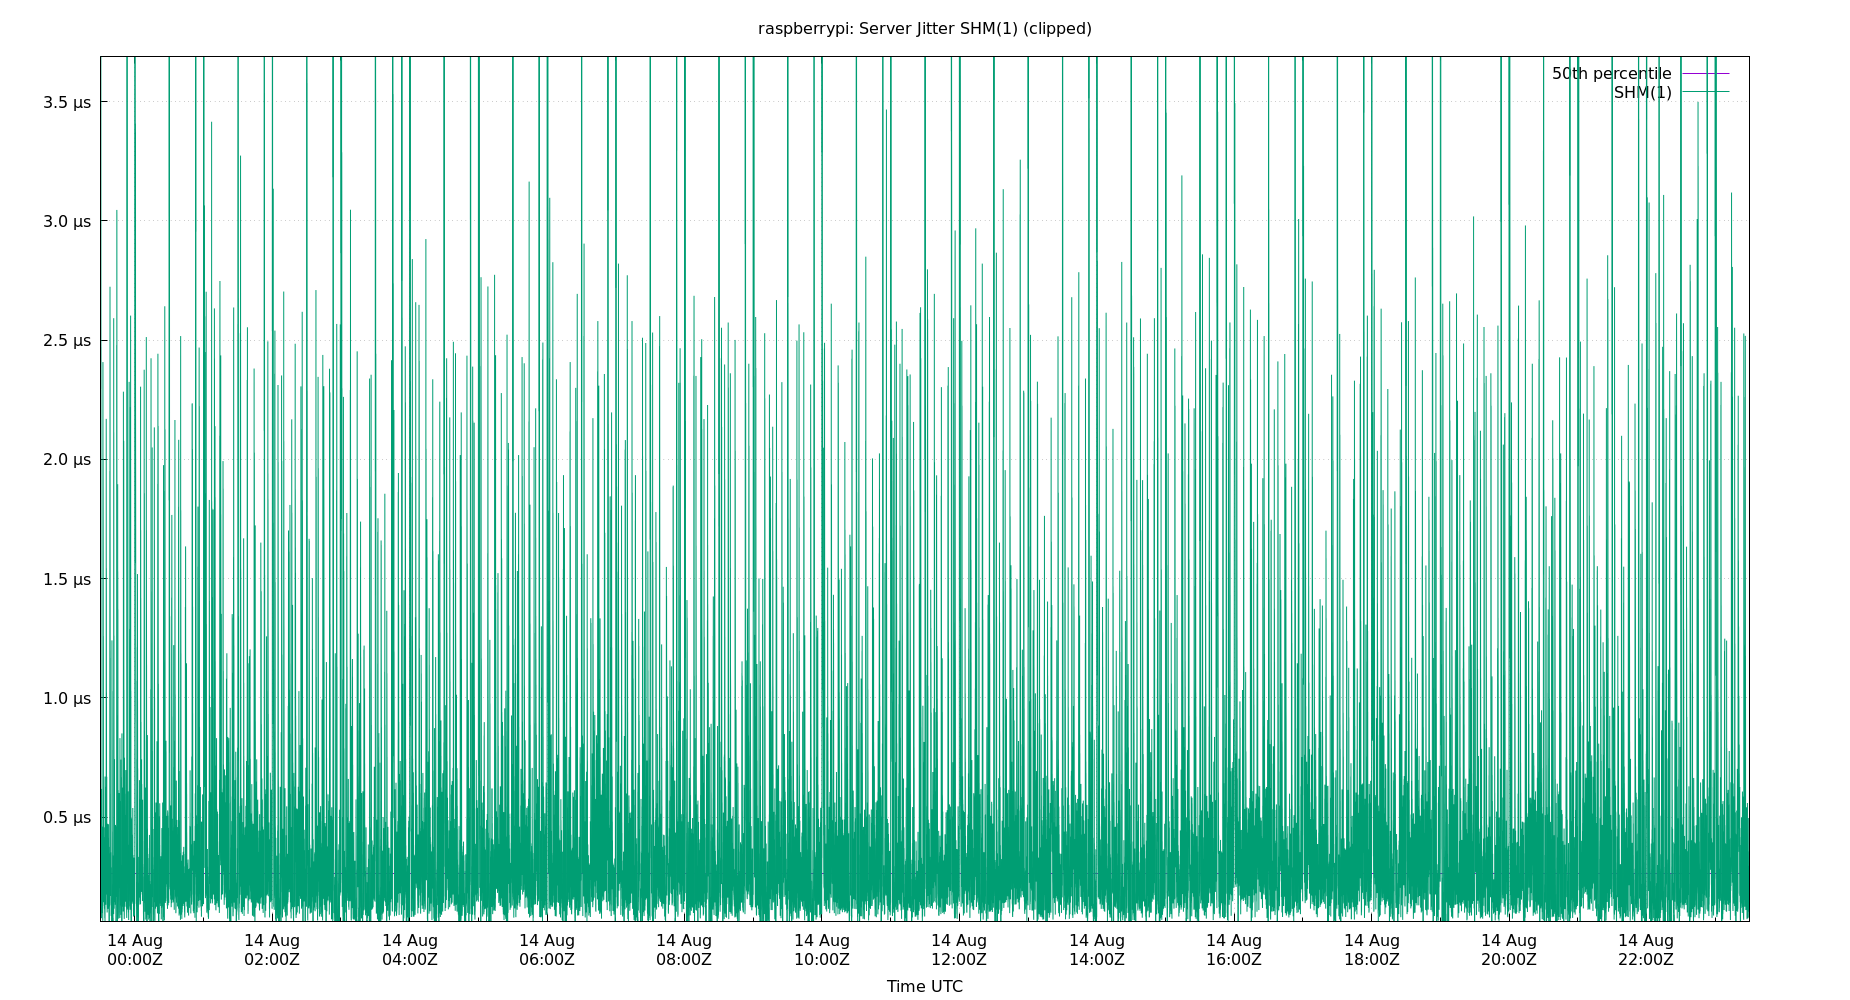 raspberrypi: Server Jitter SHM(1) (clipped)
50th percentile
SHM(1)
3.5 µs
3.0 µs
2.5 µs
2.0 µs
1.5 µs
1.0 µs
0.5 µs
14 Aug 14 Aug 14 Aug 14 Aug 14 Aug 14 Aug 14 Aug 14 Aug 14 Aug 14 Aug 14 Aug 14 Aug
00:00Z 02:00Z 04:00Z 06:00Z 08:00Z 10:00Z 12:00Z 14:00Z 16:00Z 18:00Z 20:00Z 22:00Z
Time UTC